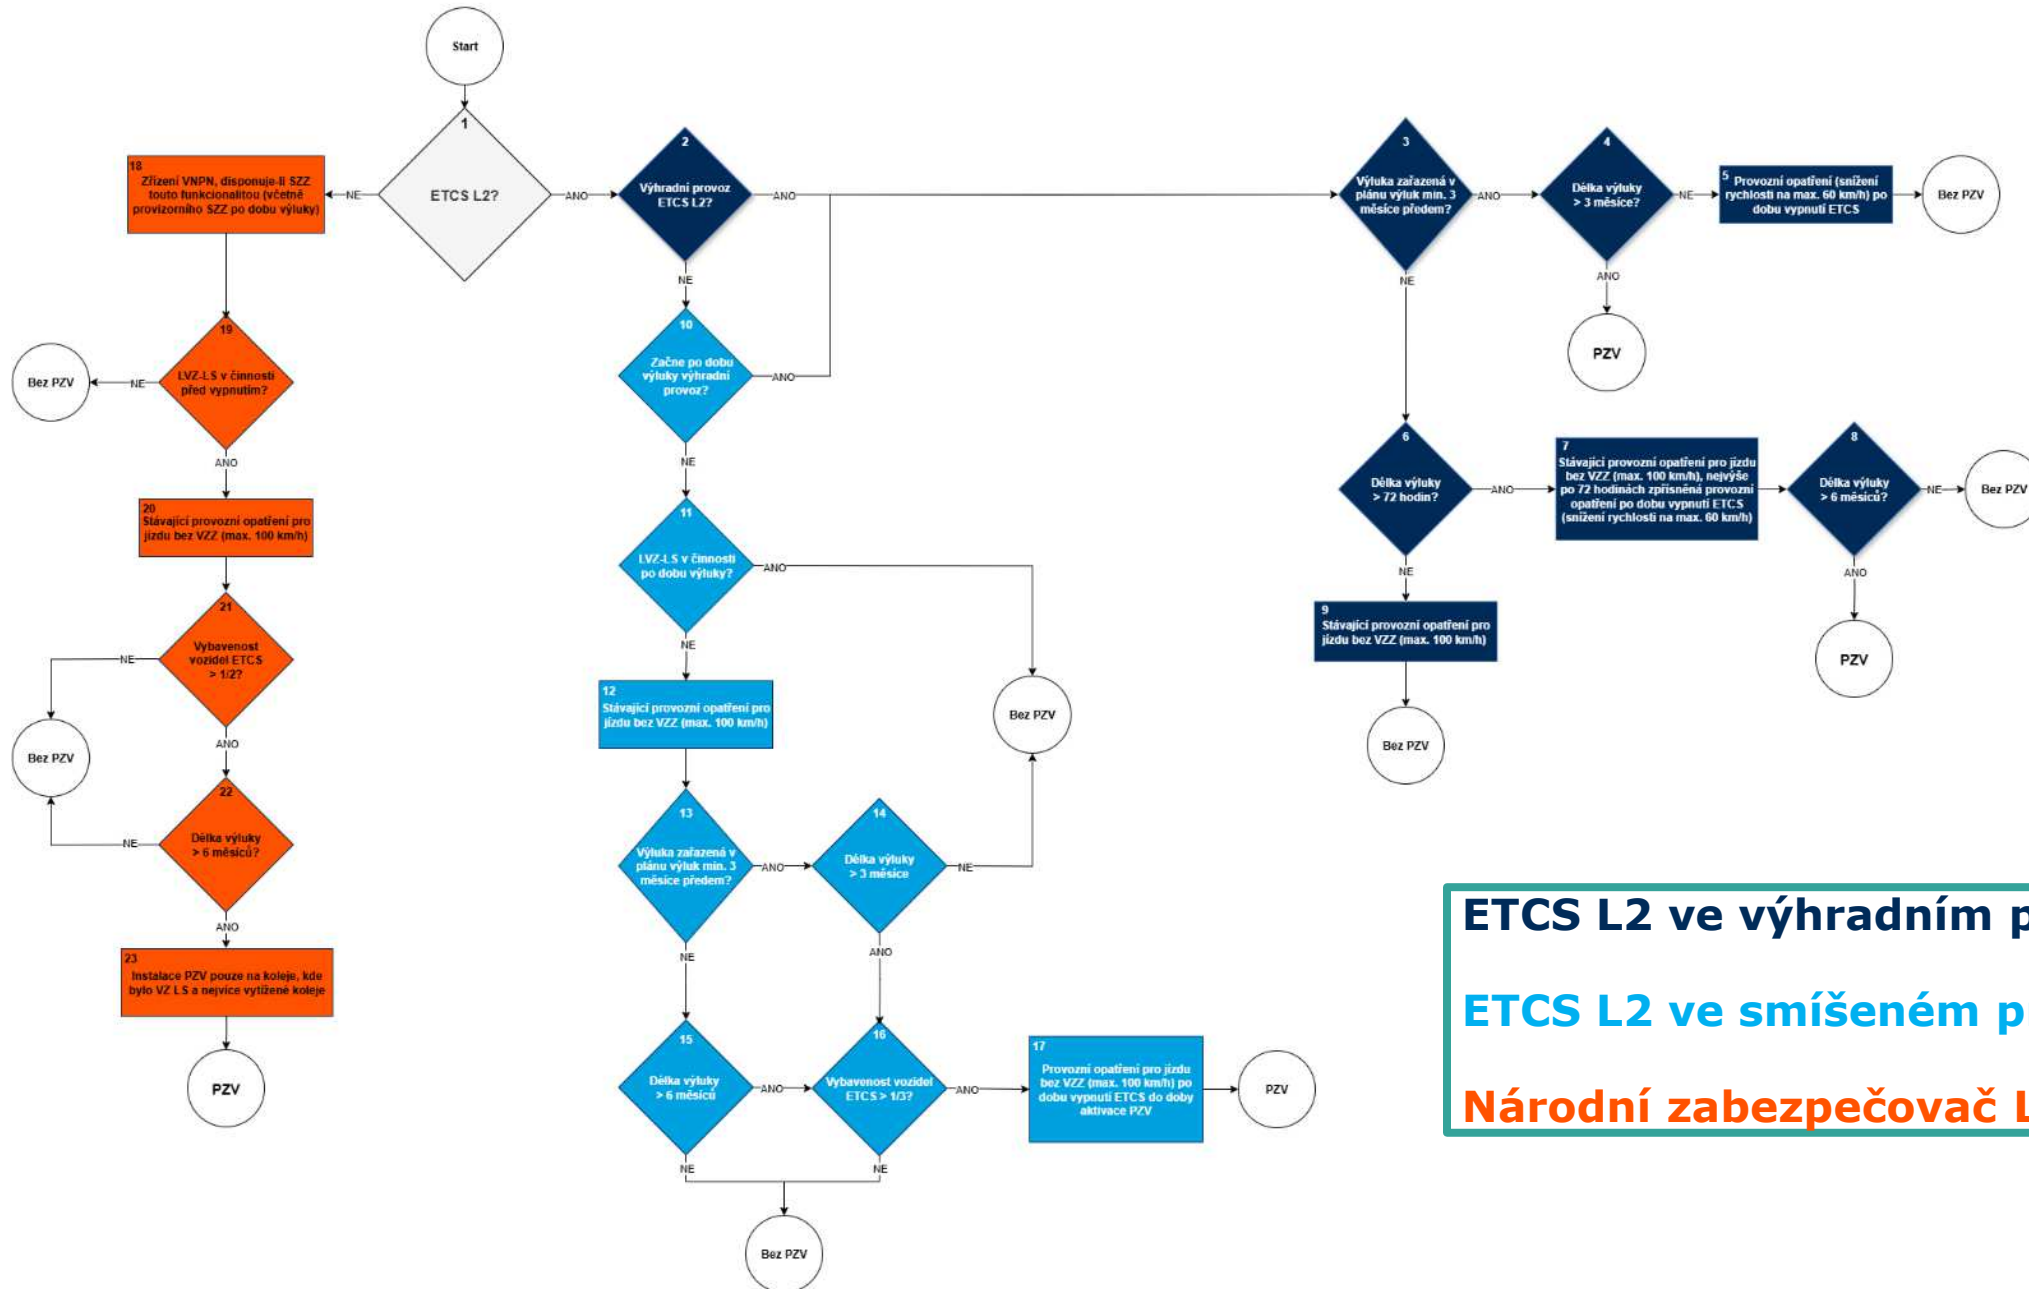 Start
1
ETCS L2?
NE
ANO
18
Zřízení VNPN, disponuje-li SZZ
touto funkcionalitou (včetně
provizorního SZZ po dobu výluky)
19
LVZ-LS v činnosti
před vypnutím?
NE
Bez PZV
ANO
20
Stávající provozní opatření pro
jízdu bez VZZ (max. 100 km/h)
21
Vybavenost
vozidel ETCS
> 1/2?
NE
ANO
Bez PZV
22
Délka výluky
> 6 měsíců?
NE
ANO
23
Instalace PZV pouze na koleje, kde
bylo VZ LS a nejvíce vytížené koleje
PZV
2
Výhradní provoz
ETCS L2?
ANO
NE
10
Začne po dobu
výluky výhradní
provoz?
ANO
NE
11
LVZ-LS v činnosti
po dobu výluky?
ANO
NE
12
Stávající provozní opatření pro
jízdu bez VZZ (max. 100 km/h)
Bez PZV
13
Výluka zařazená v
plánu výluk min. 3
měsíce předem?
ANO
NE
14
Délka výluky
> 3 měsíce
NE
ANO
15
Délka výluky
> 6 měsíců
ANO
NE
16
Vybavenost vozidel
ETCS > 1/3?
ANO
NE
17
Provozní opatření pro jízdu
bez VZZ (max. 100 km/h) po
dobu vypnutí ETCS do doby
aktivace PZV
PZV
Bez PZV
3
Výluka zařazená v
plánu výluk min. 3
měsíce předem?
ANO
NE
4
Délka výluky
> 3 měsíce?
NE
ANO
PZV
5
Provozní opatření (snížení
rychlosti na max. 60 km/h) po
dobu vypnutí ETCS
Bez PZV
6
Délka výluky
> 72 hodin?
ANO
NE
7
Stávající provozní opatření pro jízdu
bez VZZ (max. 100 km/h), nejvýše
po 72 hodinách zpřísněná provozní
opatření po dobu vypnutí ETCS
(snížení rychlosti na max. 60 km/h)
8
Délka výluky
> 6 měsíců?
NE
Bez PZV
ANO
PZV
9
Stávající provozní opatření pro
jízdu bez VZZ (max. 100 km/h)
Bez PZV
ETCS L2 ve výhradním p
ETCS L2 ve smíšeném p
Národní zabezpečovač L